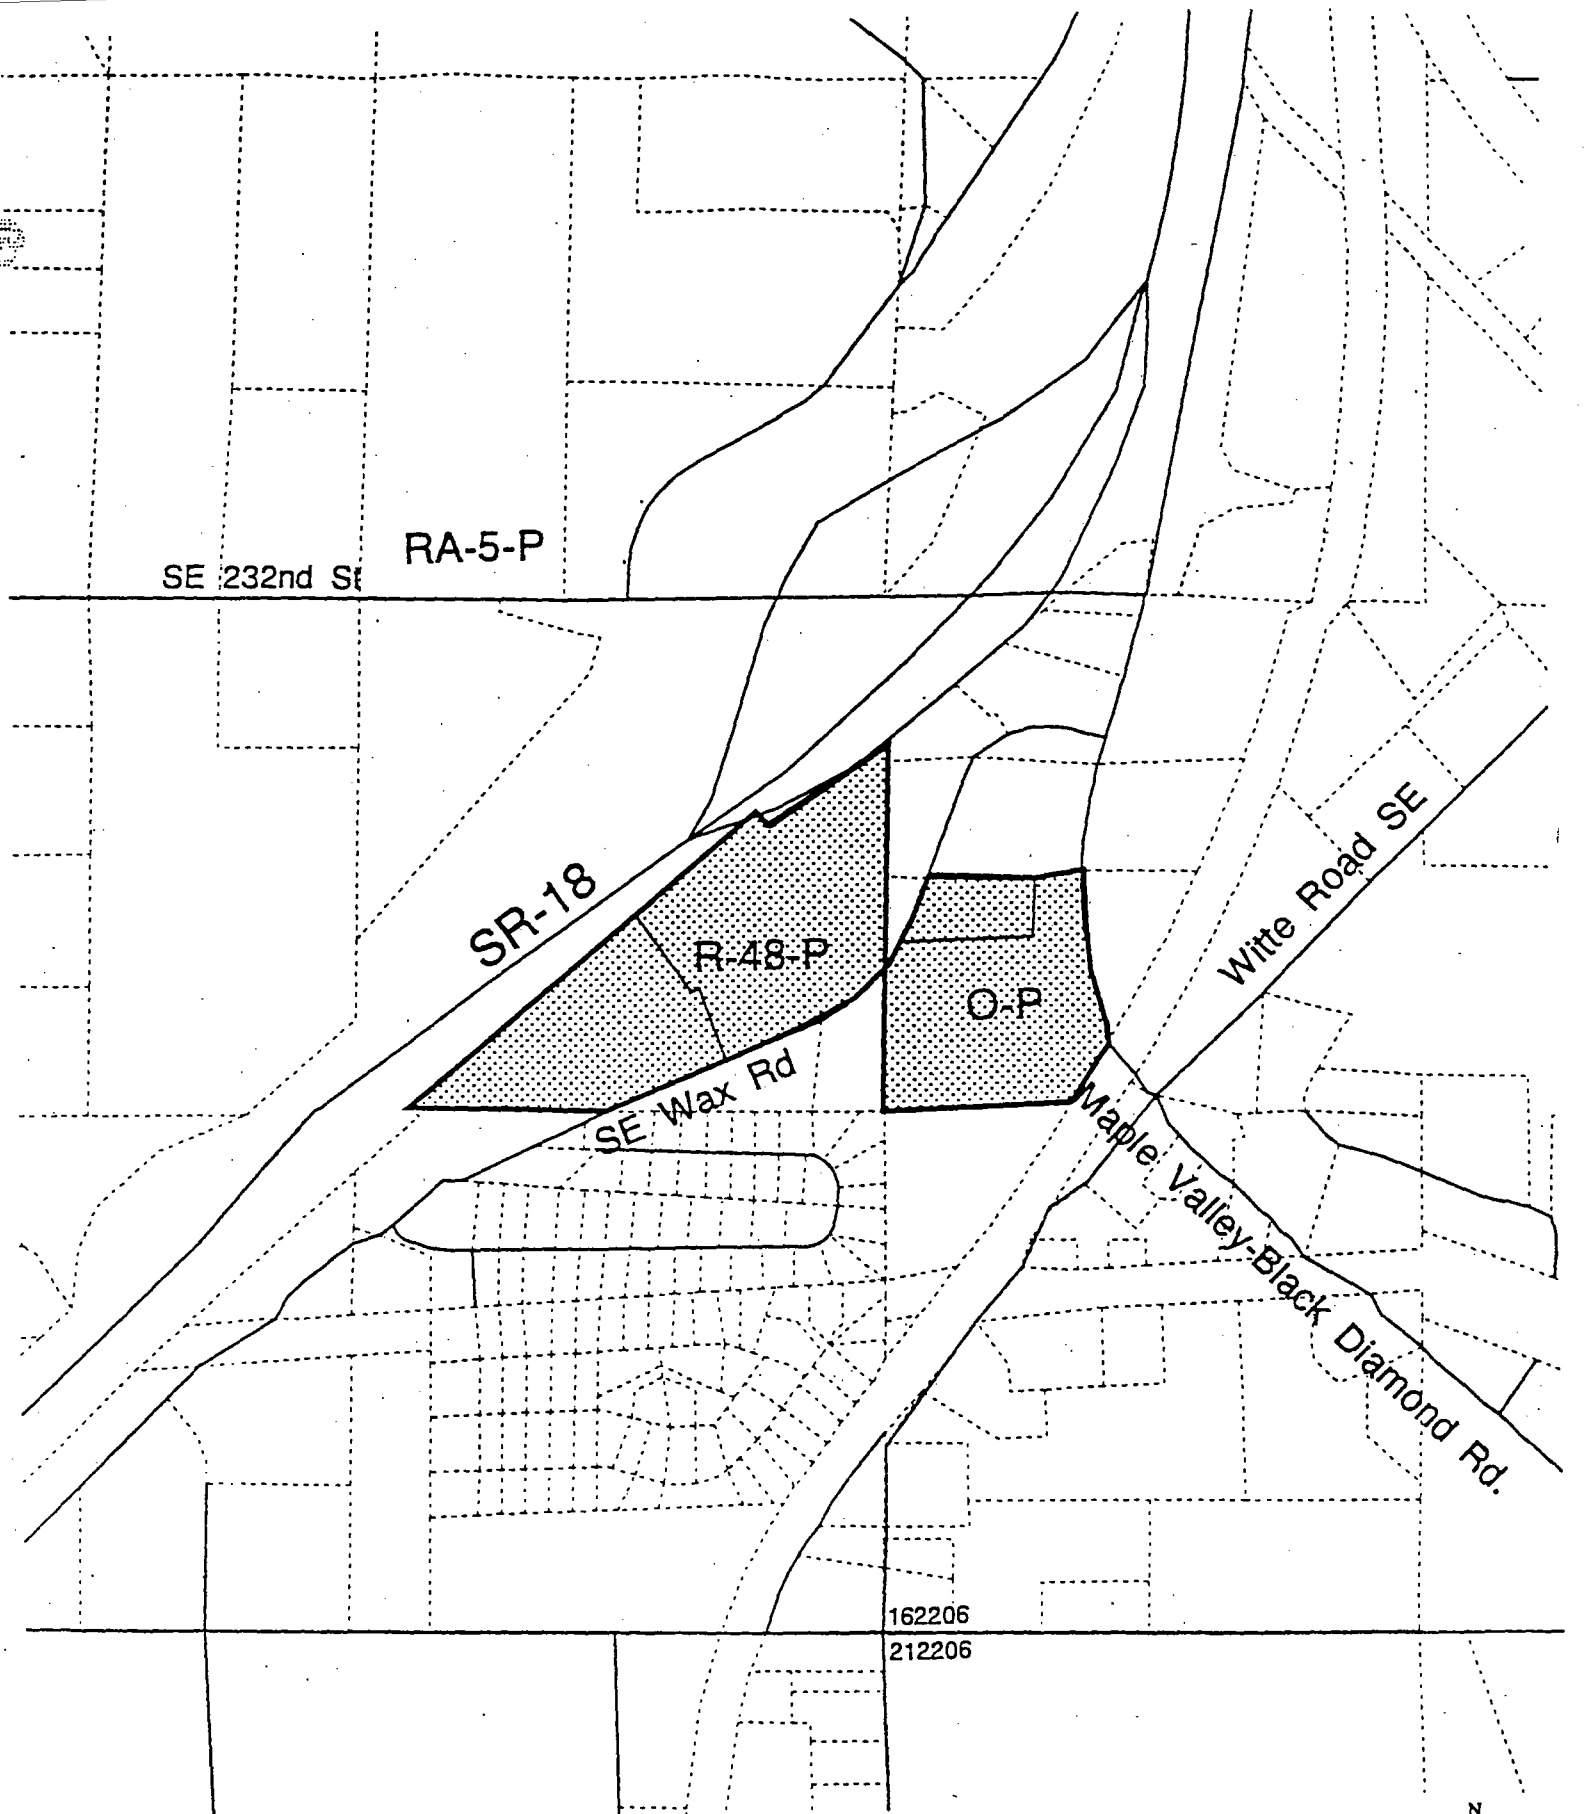 RA-5-P
SE 232nd St
Witte Road SE
SR-18
R-48-P
O-P
SE Wax Rd
Maple Valley-Black Diamond Rd.
162206
212206
N